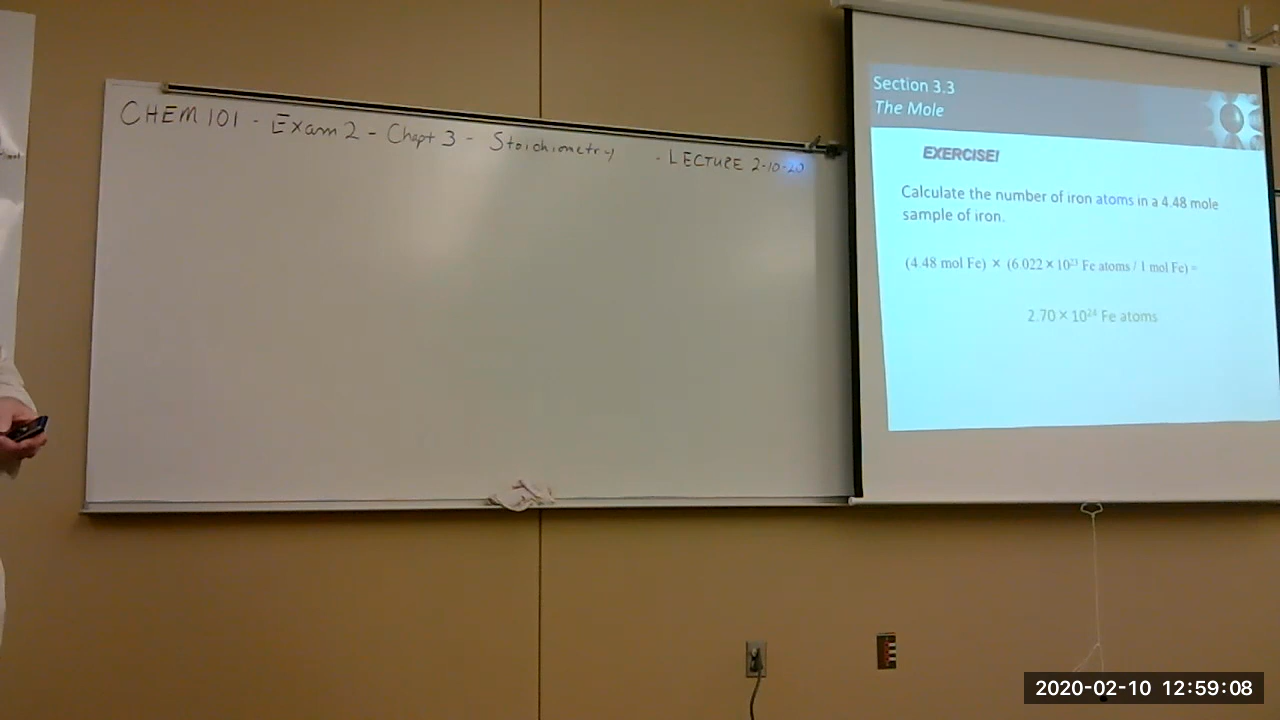 CHEM 101 - Exam 2 - Chapt 3 - Stoichiometry - LECTURE 2-10-20
Section 3.3
The Mole
EXERCISE!
Calculate the number of iron atoms in a 4.48 mole
sample of iron.
(4.48 mol Fe) × (6.022 × 10²³ Fe atoms / 1 mol Fe) =
2.70 × 10²⁴ Fe atoms
2020-02-10 12:59:08